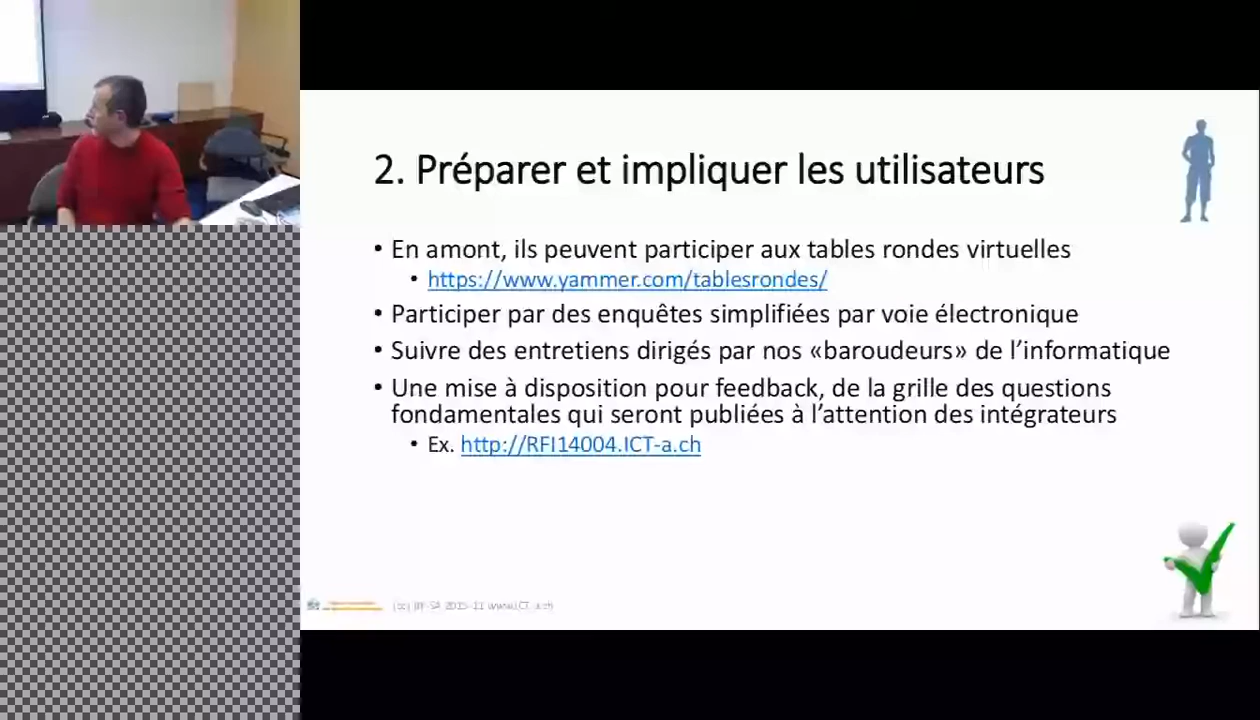 2. Préparer et impliquer les utilisateurs
• En amont, ils peuvent participer aux tables rondes virtuelles
• https://www.yammer.com/tablesrondes/
• Participer par des enquêtes simplifiées par voie électronique
• Suivre des entretiens dirigés par nos «baroudeurs» de l’informatique
• Une mise à disposition pour feedback, de la grille des questions
fondamentales qui seront publiées à l’attention des intégrateurs
• Ex. http://RFI14004.ICT-a.ch